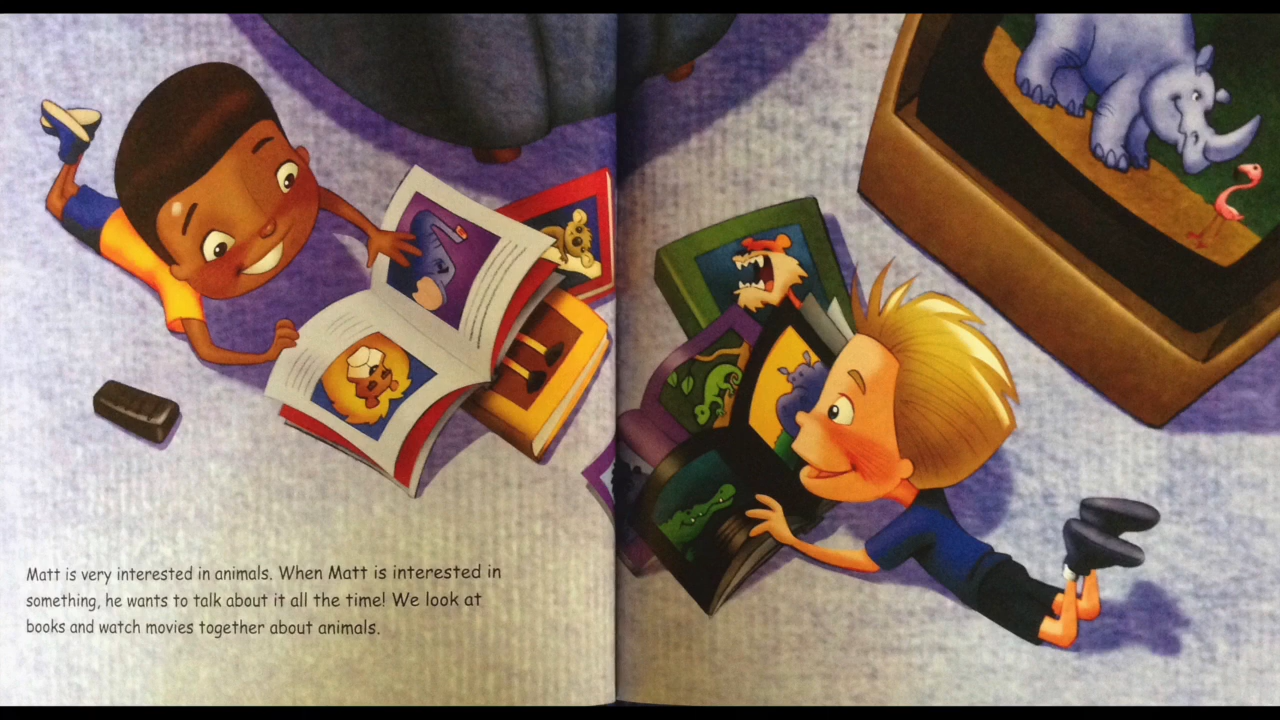 Matt is very interested in animals. When Matt is interested in
something, he wants to talk about it all the time! We look at
books and watch movies together about animals.